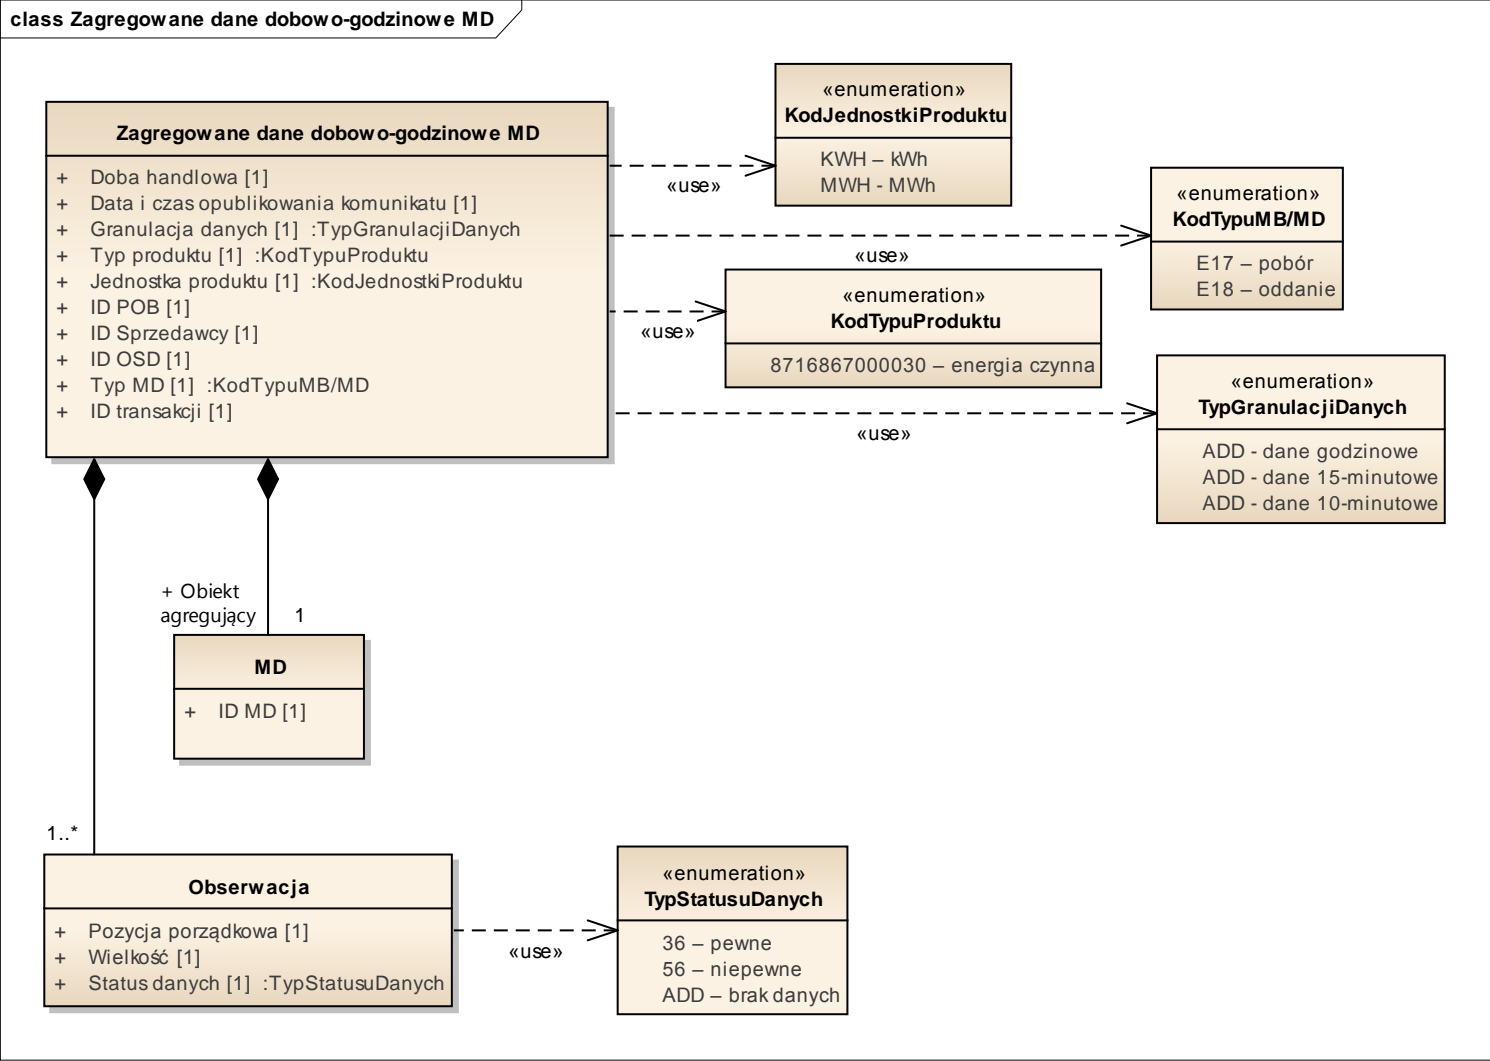 class Zagregowane dane dobowo-godzinowe MD
Zagregowane dane dobowo-godzinowe MD
+ Doba handlowa [1]
+ Data i czas opublikowania komunikatu [1]
+ Granulacja danych [1] :TypGranulacjiDanych
+ Typ produktu [1] :KodTypuProduktu
+ Jednostka produktu [1] :KodJednostkiProduktu
+ ID POB [1]
+ ID Sprzedawcy [1]
+ ID OSD [1]
+ Typ MD [1] :KodTypuMB/MD
+ ID transakcji [1]
«enumeration»
KodJednostkiProduktu
KWH – kWh
MWH - MWh
«use»
«enumeration»
KodTypuMB/MD
E17 – pobór
E18 – oddanie
«use»
«enumeration»
KodTypuProduktu
8716867000030 – energia czynna
«use»
«enumeration»
TypGranulacjiDanych
ADD - dane godzinowe
ADD - dane 15-minutowe
ADD - dane 10-minutowe
«use»
+ Obiekt
agregujący 1
MD
+ ID MD [1]
1..*
Obserwacja
+ Pozycja porządkowa [1]
+ Wielkość [1]
+ Status danych [1] :TypStatusuDanych
«use»
«enumeration»
TypStatusuDanych
36 – pewne
56 – niepewne
ADD – brak danych